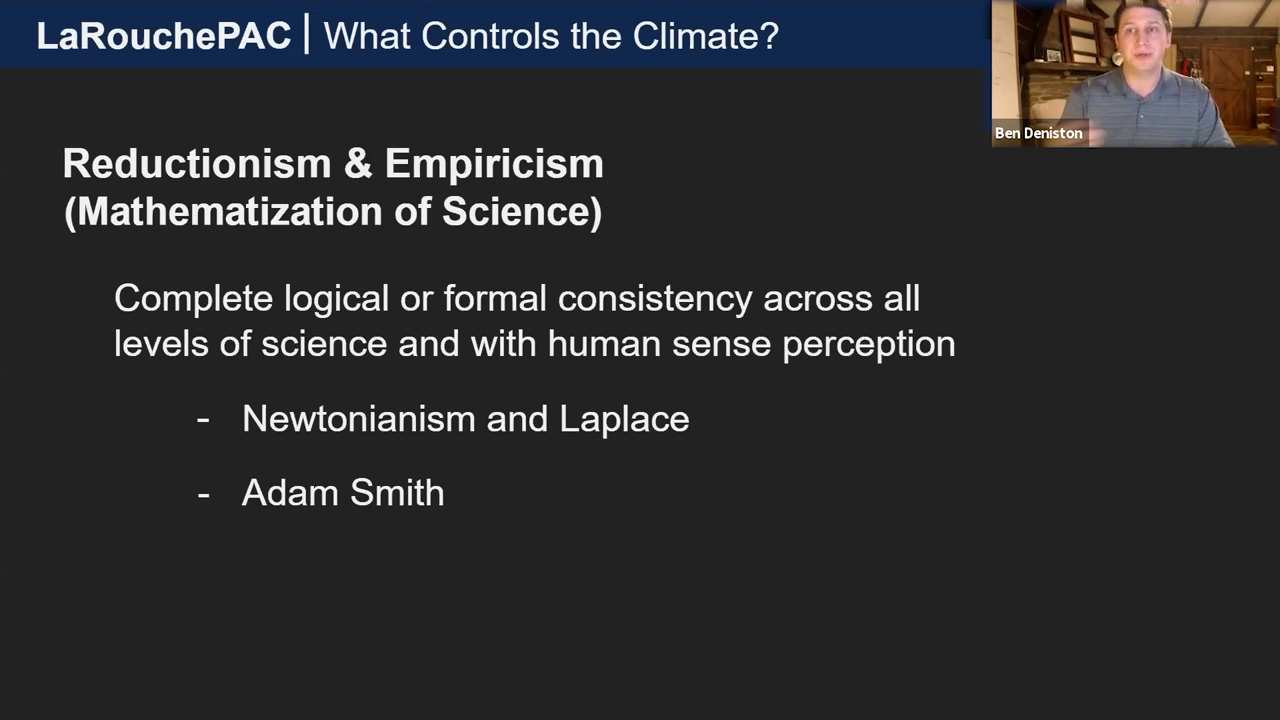 LaRouchePAC | What Controls the Climate?
Ben Deniston
Reductionism & Empiricism
(Mathematization of Science)
Complete logical or formal consistency across all
levels of science and with human sense perception
- Newtonianism and Laplace
- Adam Smith